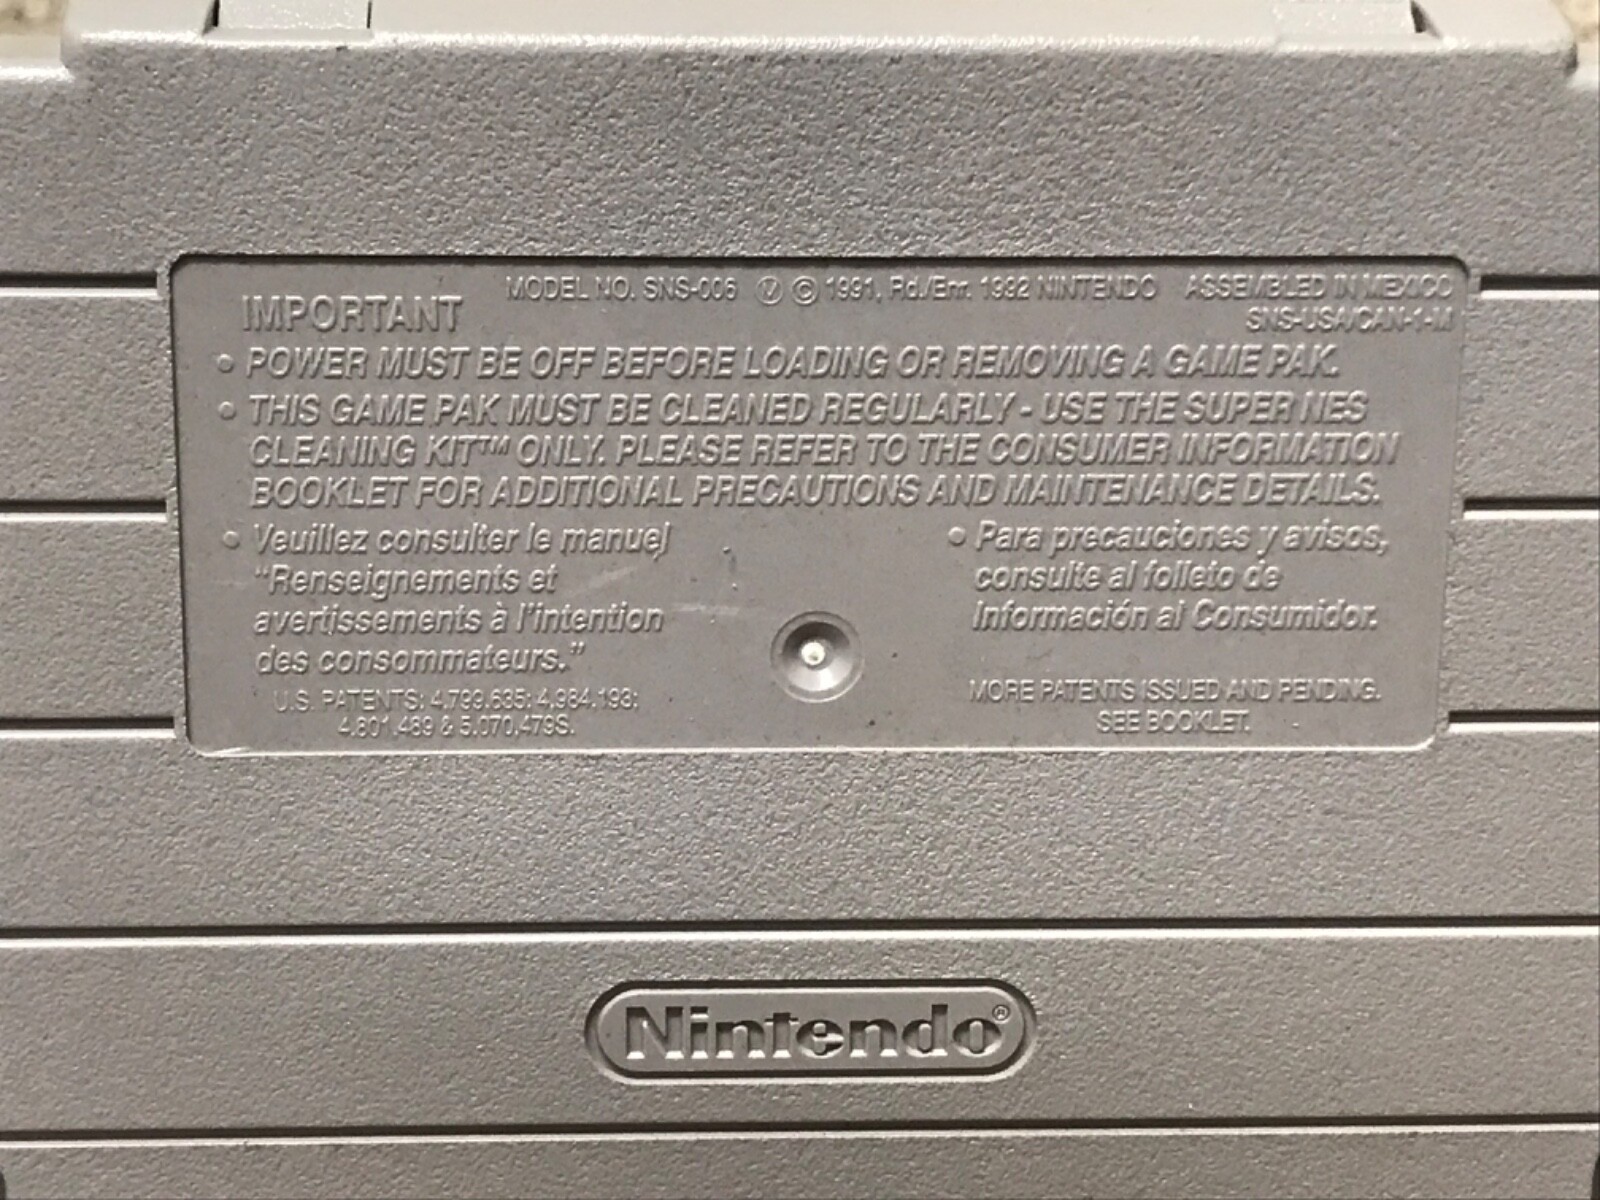 IMPORTANT
MODEL NO. SNS-006 Ⓥ © 1991, Rd./Enr. 1992 NINTENDO ASSEMBLED IN MEXICO
SNS-USA/CAN-1-M
• POWER MUST BE OFF BEFORE LOADING OR REMOVING A GAME PAK.
• THIS GAME PAK MUST BE CLEANED REGULARLY - USE THE SUPER NES
CLEANING KIT™ ONLY. PLEASE REFER TO THE CONSUMER INFORMATION
BOOKLET FOR ADDITIONAL PRECAUTIONS AND MAINTENANCE DETAILS.
• Veuillez consulter le manuel
“Renseignements et
avertissements à l'intention
des consommateurs.”
• Para precauciones y avisos,
consulte al folleto de
Información al Consumidor.
U.S. PATENTS: 4,799,635; 4,984,193;
4,801,489 & 5,070,479S.
MORE PATENTS ISSUED AND PENDING.
SEE BOOKLET.
Nintendo®